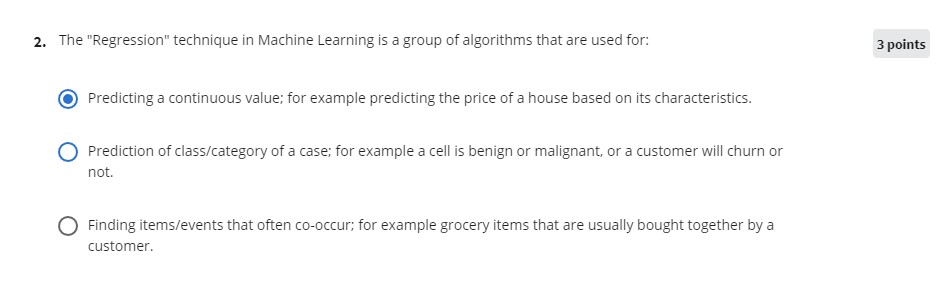 2. The "Regression" technique in Machine Learning is a group of algorithms that are used for:
3 points
Predicting a continuous value; for example predicting the price of a house based on its characteristics.
Prediction of class/category of a case; for example a cell is benign or malignant, or a customer will churn or
not.
Finding items/events that often co-occur; for example grocery items that are usually bought together by a
customer.